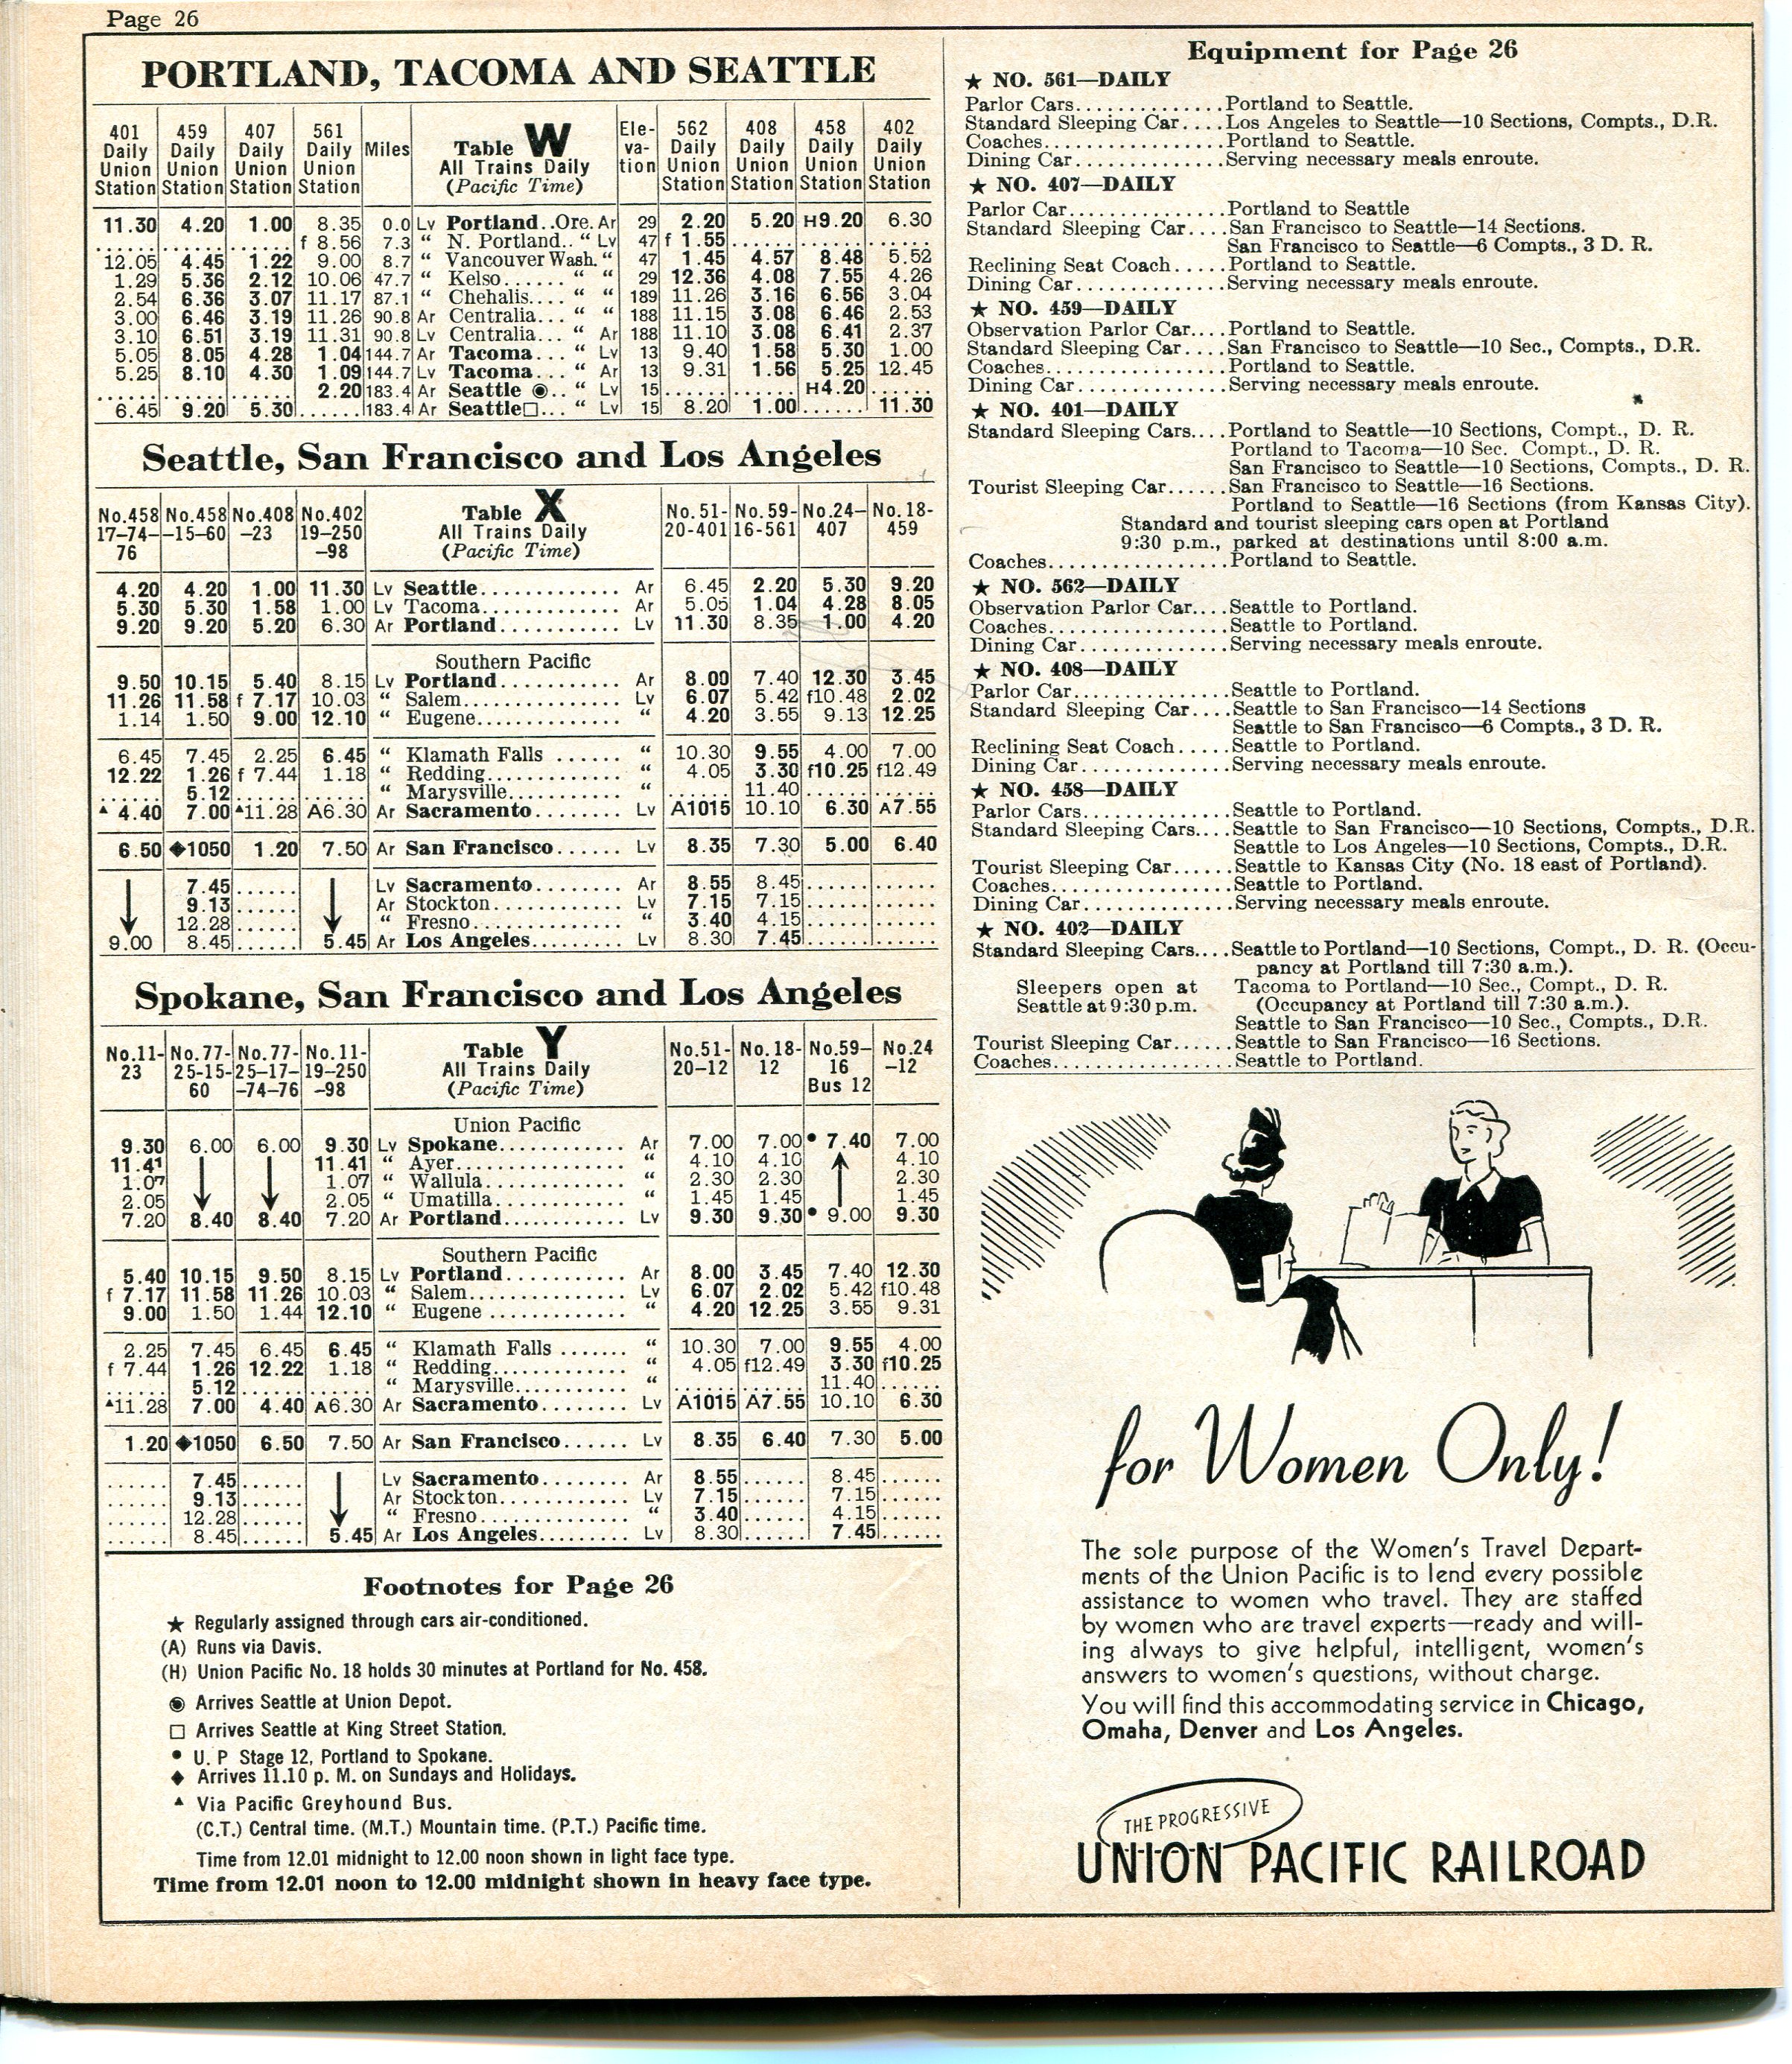 Page 26
PORTLAND, TACOMA AND SEATTLE
401 Daily Union Station | 459 Daily Union Station | 407 Daily Union Station | 561 Daily Union Station | Miles | Table W All Trains Daily (Pacific Time) | Ele-va-tion | 562 Daily Union Station | 408 Daily Union Station | 458 Daily Union Station | 402 Daily Union Station
11.30 4.20 1.00 8.35 0.0 Lv Portland..Ore. Ar 29 2.20 5.20 H9.20 6.30
...... ...... ...... f 8.56 7.3 “ N. Portland.. “ Lv 47 f 1.55 ...... ...... ......
12.05 4.45 1.22 9.00 8.7 “ Vancouver Wash. “ 47 1.45 4.57 8.48 5.52
1.29 5.36 2.12 10.06 47.7 “ Kelso...... “ “ 29 12.36 4.08 7.55 4.26
2.54 6.36 3.07 11.17 87.1 “ Chehalis.... “ “ 189 11.26 3.16 6.56 3.04
3.00 6.46 3.19 11.26 90.8 Ar Centralia... “ “ 188 11.15 3.08 6.46 2.53
3.10 6.51 3.19 11.31 90.8 Lv Centralia... “ Ar 188 11.10 3.08 6.41 2.37
5.05 8.05 4.28 1.04 144.7 Ar Tacoma... “ Lv 13 9.40 1.58 5.30 1.00
5.25 8.10 4.30 1.09 144.7 Lv Tacoma... “ Ar 13 9.31 1.56 5.25 12.45
...... ...... ...... 2.20 183.4 Ar Seattle ◉.. “ Lv 15 ...... ...... H4.20 ......
6.45 9.20 5.30 ...... 183.4 Ar Seattle□... “ Lv 15 8.20 1.00 ...... 11.30
Seattle, San Francisco and Los Angeles
No.458 17–74–76 | No.458 –15–60 | No.408 –23 | No.402 19–250 –98 | Table X All Trains Daily (Pacific Time) | No.51-20-401 | No.59-16-561 | No.24–407 | No.18-459
4.20 4.20 1.00 11.30 Lv Seattle............. Ar 6.45 2.20 5.30 9.20
5.30 5.30 1.58 1.00 Lv Tacoma............. Ar 5.05 1.04 4.28 8.05
9.20 9.20 5.20 6.30 Ar Portland........... Lv 11.30 8.35 1.00 4.20
Southern Pacific
9.50 10.15 5.40 8.15 Lv Portland........... Ar 8.00 7.40 12.30 3.45
11.26 11.58 f 7.17 10.03 “ Salem.............. Lv 6.07 5.42 f10.48 2.02
1.14 1.50 9.00 12.10 “ Eugene............. “ 4.20 3.55 9.13 12.25
6.45 7.45 2.25 6.45 “ Klamath Falls ...... “ 10.30 9.55 4.00 7.00
12.22 1.26 f 7.44 1.18 “ Redding............ “ 4.05 3.30 f10.25 f12.49
...... 5.12 ...... ...... “ Marysville.......... “ ...... 11.40 ...... ......
▲ 4.40 7.00 ▲11.28 A6.30 Ar Sacramento........ Lv A1015 10.10 6.30 A7.55
6.50 ◆1050 1.20 7.50 Ar San Francisco...... Lv 8.35 7.30 5.00 6.40
↓ 7.45 ...... ↓ Lv Sacramento........ Ar 8.55 8.45 ...... ......
9.13 ...... Ar Stockton........... Lv 7.15 7.15 ...... ......
12.28 ...... “ Fresno............. “ 3.40 4.15 ...... ......
9.00 8.45 ...... 5.45 Ar Los Angeles......... Lv 8.30 7.45 ...... ......
Spokane, San Francisco and Los Angeles
No.11-23 | No.77-25-15-60 | No.77-25–17–74–76 | No.11-19–250 –98 | Table Y All Trains Daily (Pacific Time) | No.51-20–12 | No.18-12 | No.59–16 Bus 12 | No.24 –12
Union Pacific
9.30 6.00 6.00 9.30 Lv Spokane............ Ar 7.00 7.00 ● 7.40 7.00
11.41 ↓ ↓ 11.41 “ Ayer................ “ 4.10 4.10 ↑ 4.10
1.07 1.07 “ Wallula............. “ 2.30 2.30 2.30
2.05 2.05 “ Umatilla............ “ 1.45 1.45 1.45
7.20 8.40 8.40 7.20 Ar Portland........... Lv 9.30 9.30 ● 9.00 9.30
Southern Pacific
5.40 10.15 9.50 8.15 Lv Portland........... Ar 8.00 3.45 7.40 12.30
f 7.17 11.58 11.26 10.03 “ Salem.............. Lv 6.07 2.02 5.42 f10.48
9.00 1.50 1.44 12.10 “ Eugene ............ “ 4.20 12.25 3.55 9.31
2.25 7.45 6.45 6.45 “ Klamath Falls ....... “ 10.30 7.00 9.55 4.00
f 7.44 1.26 12.22 1.18 “ Redding............ “ 4.05 f12.49 3.30 f10.25
...... 5.12 ...... ...... “ Marysville.......... “ ...... ...... 11.40 ......
▲11.28 7.00 4.40 A6.30 Ar Sacramento........ Lv A1015 A7.55 10.10 6.30
1.20 ◆1050 6.50 7.50 Ar San Francisco...... Lv 8.35 6.40 7.30 5.00
...... 7.45 ...... ↓ Lv Sacramento........ Ar 8.55 ...... 8.45 ......
...... 9.13 ...... Ar Stockton........... Lv 7.15 ...... 7.15 ......
...... 12.28 ...... “ Fresno............. “ 3.40 ...... 4.15 ......
...... 8.45 ...... 5.45 Ar Los Angeles......... Lv 8.30 ...... 7.45 ......
Footnotes for Page 26
★ Regularly assigned through cars air-conditioned.
(A) Runs via Davis.
(H) Union Pacific No. 18 holds 30 minutes at Portland for No. 458.
◉ Arrives Seattle at Union Depot.
□ Arrives Seattle at King Street Station.
● U. P Stage 12, Portland to Spokane.
◆ Arrives 11.10 p. M. on Sundays and Holidays.
▲ Via Pacific Greyhound Bus.
(C.T.) Central time. (M.T.) Mountain time. (P.T.) Pacific time.
Time from 12.01 midnight to 12.00 noon shown in light face type.
Time from 12.01 noon to 12.00 midnight shown in heavy face type.
Equipment for Page 26
★ NO. 561—DAILY
Parlor Cars.............Portland to Seattle.
Standard Sleeping Car....Los Angeles to Seattle—10 Sections, Compts., D.R.
Coaches.................Portland to Seattle.
Dining Car..............Serving necessary meals enroute.
★ NO. 407—DAILY
Parlor Car..............Portland to Seattle
Standard Sleeping Car....San Francisco to Seattle—14 Sections.
San Francisco to Seattle—6 Compts., 3 D. R.
Reclining Seat Coach.....Portland to Seattle.
Dining Car..............Serving necessary meals enroute.
★ NO. 459—DAILY
Observation Parlor Car....Portland to Seattle.
Standard Sleeping Car....San Francisco to Seattle—10 Sec., Compts., D.R.
Coaches.................Portland to Seattle.
Dining Car..............Serving necessary meals enroute.
★ NO. 401—DAILY
Standard Sleeping Cars....Portland to Seattle—10 Sections, Compt., D. R.
Portland to Tacoma—10 Sec. Compt., D. R.
San Francisco to Seattle—10 Sections, Compts., D. R.
Tourist Sleeping Car......San Francisco to Seattle—16 Sections.
Portland to Seattle—16 Sections (from Kansas City).
Standard and tourist sleeping cars open at Portland
9:30 p.m., parked at destinations until 8:00 a.m.
Coaches.................Portland to Seattle.
★ NO. 562—DAILY
Observation Parlor Car....Seattle to Portland.
Coaches.................Seattle to Portland.
Dining Car..............Serving necessary meals enroute.
★ NO. 408—DAILY
Parlor Car..............Seattle to Portland.
Standard Sleeping Car....Seattle to San Francisco—14 Sections
Seattle to San Francisco—6 Compts., 3 D. R.
Reclining Seat Coach.....Seattle to Portland.
Dining Car..............Serving necessary meals enroute.
★ NO. 458—DAILY
Parlor Cars.............Seattle to Portland.
Standard Sleeping Cars....Seattle to San Francisco—10 Sections, Compts., D.R.
Seattle to Los Angeles—10 Sections, Compts., D.R.
Tourist Sleeping Car......Seattle to Kansas City (No. 18 east of Portland).
Coaches.................Seattle to Portland.
Dining Car..............Serving necessary meals enroute.
★ NO. 402—DAILY
Standard Sleeping Cars....Seattle to Portland—10 Sections, Compt., D. R. (Occu-
pancy at Portland till 7:30 a.m.).
Sleepers open at Tacoma to Portland—10 Sec., Compt., D. R.
Seattle at 9:30 p.m. (Occupancy at Portland till 7:30 a.m.).
Seattle to San Francisco—10 Sec., Compts., D.R.
Tourist Sleeping Car......Seattle to San Francisco—16 Sections.
Coaches.................Seattle to Portland.
for Women Only!
The sole purpose of the Women's Travel Depart-
ments of the Union Pacific is to lend every possible
assistance to women who travel. They are staffed
by women who are travel experts—ready and will-
ing always to give helpful, intelligent, women's
answers to women's questions, without charge.
You will find this accommodating service in Chicago,
Omaha, Denver and Los Angeles.
THE PROGRESSIVE
UNION PACIFIC RAILROAD